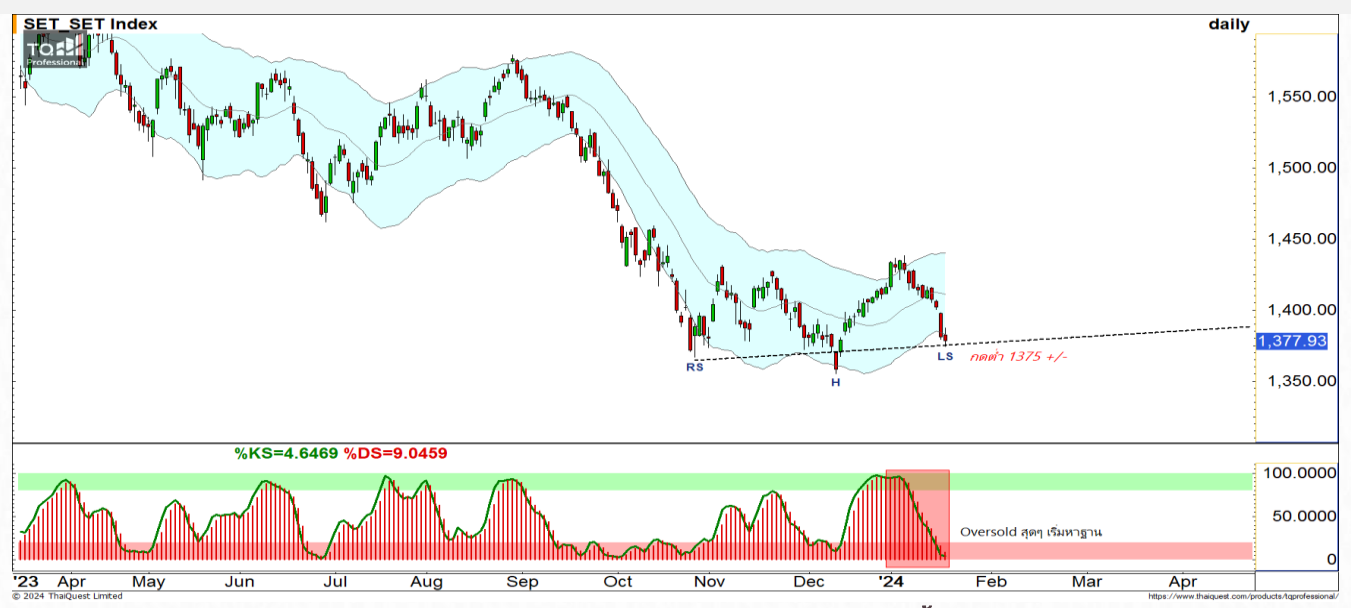 SET_SET Index
daily
TQ
Professional
1,550.00
1,500.00
1,450.00
1,400.00
1,377.93
1,350.00
RS
H
LS
กดต่ำ 1375 +/-
%KS=4.6469 %DS=9.0459
100.0000
50.0000
0
Oversold สุดๆ เริ่มหาฐาน
'23 Apr May Jun Jul Aug Sep Oct Nov Dec '24 Feb Mar Apr
© 2024 ThaiQuest Limited
https://www.thaiquest.com/products/tqprofessional/